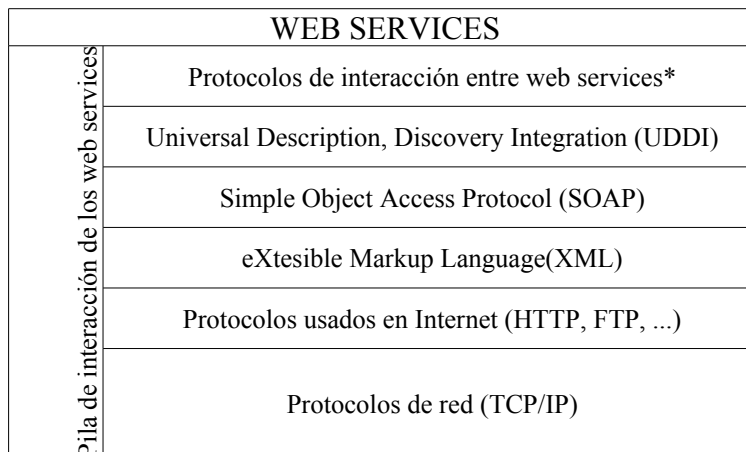 WEB SERVICES
Pila de interacción de los web services
Protocolos de interacción entre web services*
Universal Description, Discovery Integration (UDDI)
Simple Object Access Protocol (SOAP)
eXtesible Markup Language(XML)
Protocolos usados en Internet (HTTP, FTP, ...)
Protocolos de red (TCP/IP)